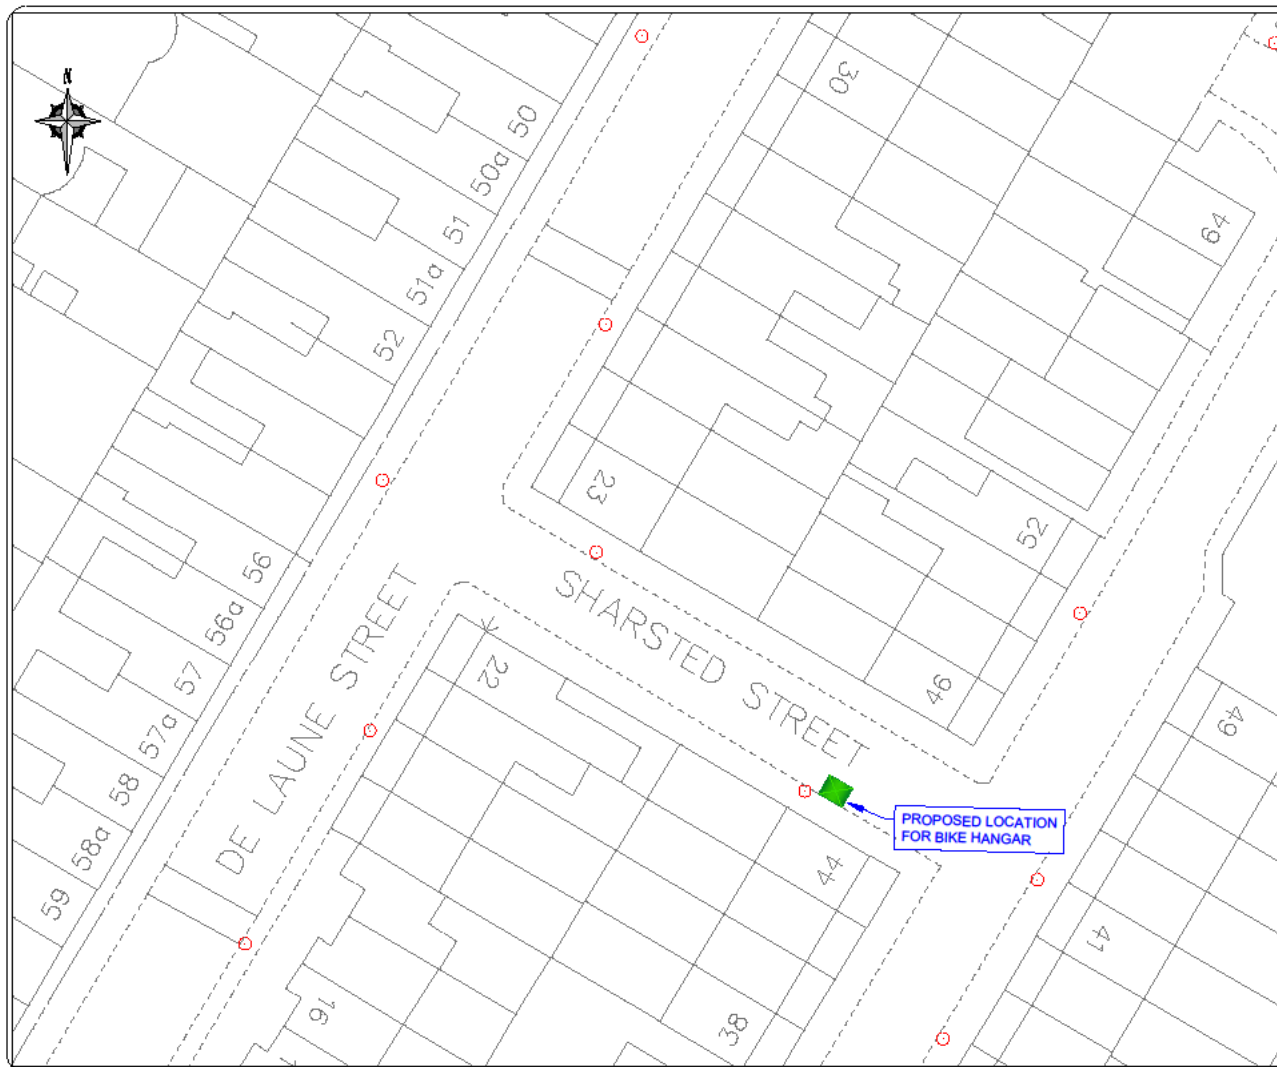 N
50
50a
51
51a
52
56
56a
57
57a
58
58a
59
30
64
23
52
46
49
22
44
41
38
16
DE LAUNE STREET
SHARSTED STREET
PROPOSED LOCATION
FOR BIKE HANGAR